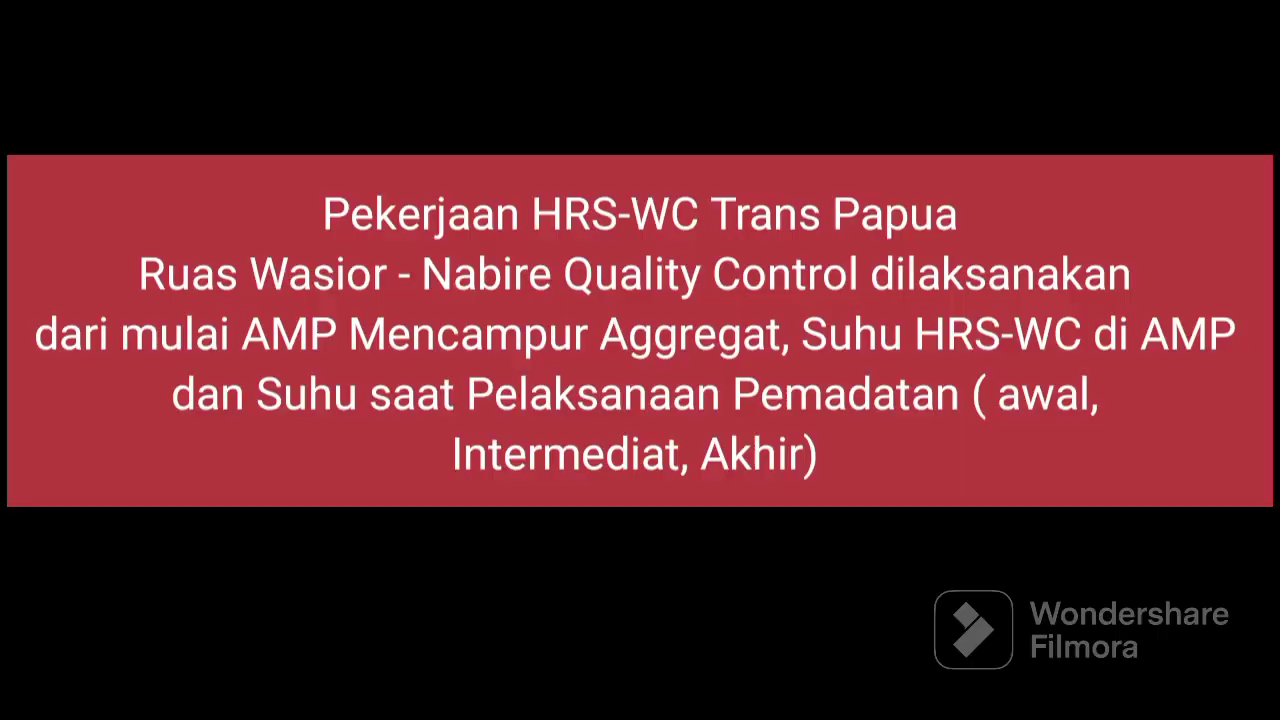 Pekerjaan HRS-WC Trans Papua
Ruas Wasior - Nabire Quality Control dilaksanakan
dari mulai AMP Mencampur Aggregat, Suhu HRS-WC di AMP
dan Suhu saat Pelaksanaan Pemadatan ( awal,
Intermediat, Akhir)
Wondershare
Filmora